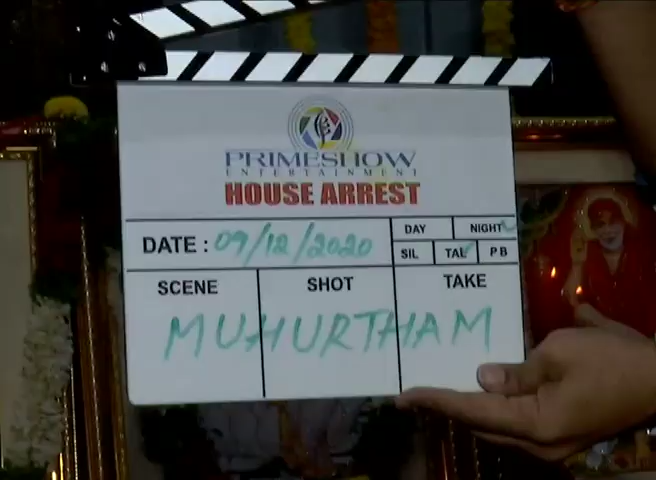 PRIMESHOW
ENTERTAINMENT
HOUSE ARREST
DATE : 09/12/2020
DAY NIGHT
SIL TAL PB
SCENE SHOT TAKE
MUHURTHAM